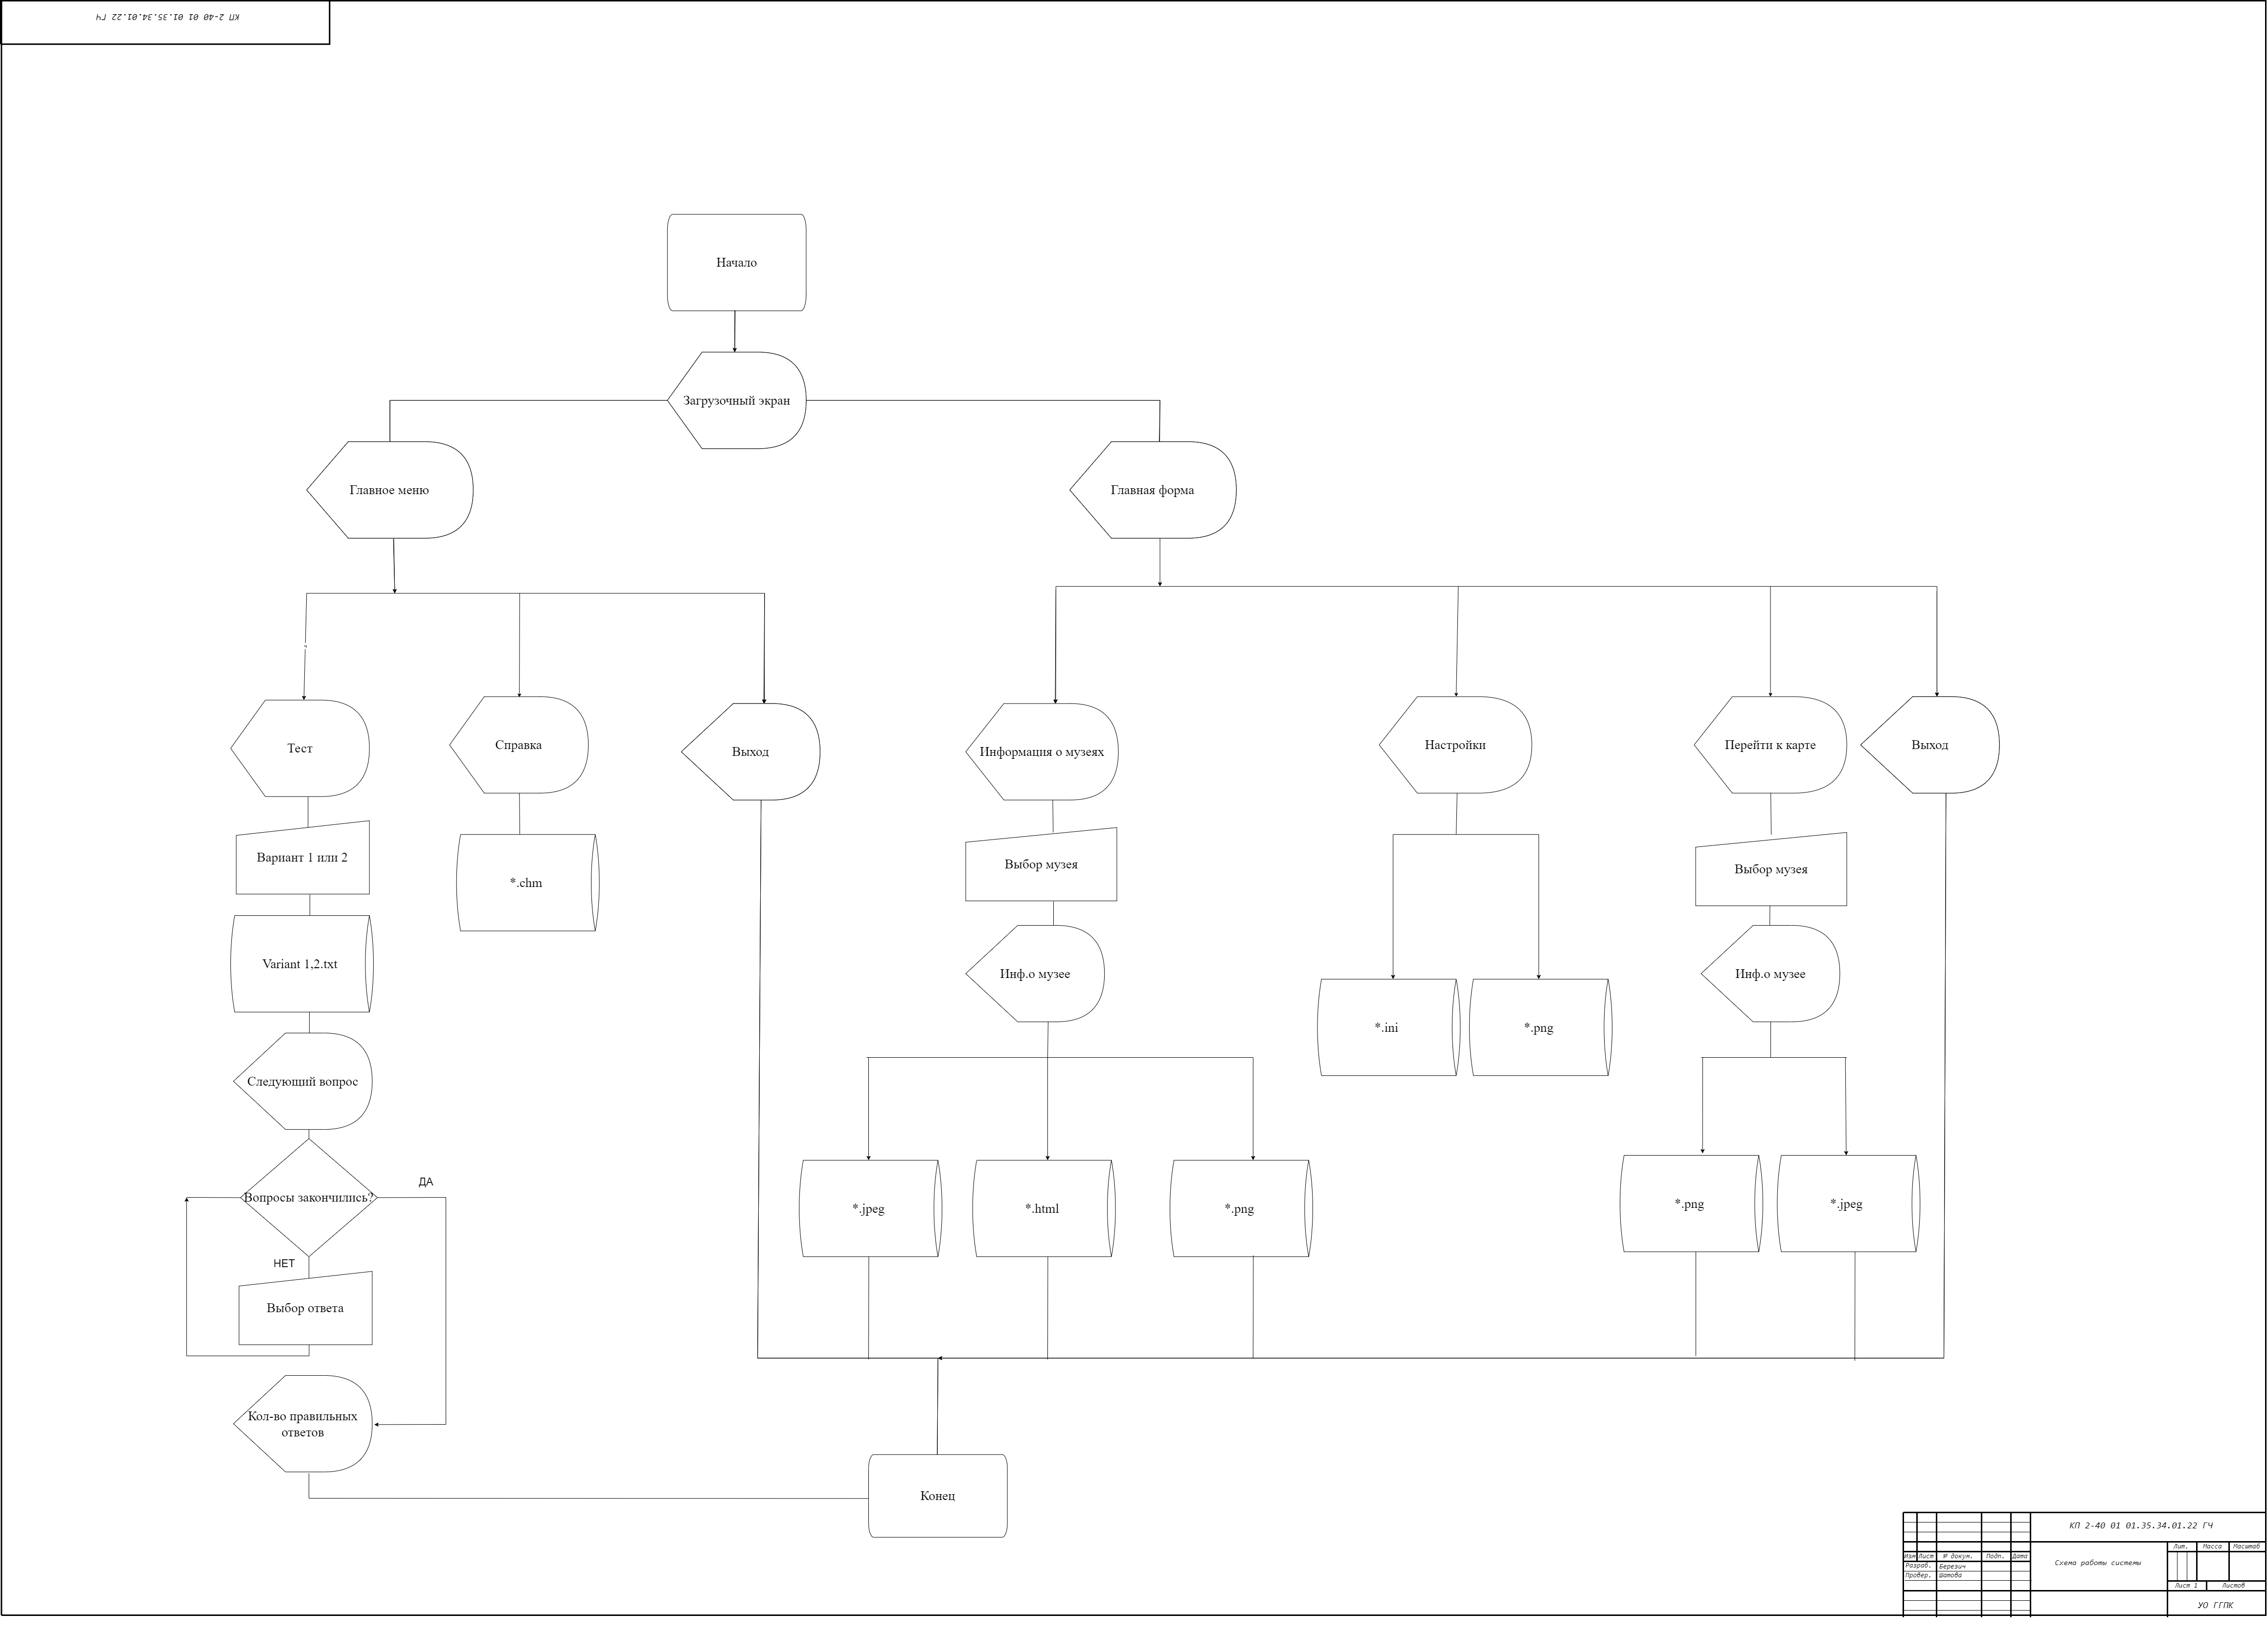 КП 2-40 01 01.35.34.01.22 ГЧ
Начало
Загрузочный экран
Главное меню
Главная форма
Тест
Справка
Выход
Информация о музеях
Настройки
Перейти к карте
Выход
Вариант 1 или 2
*.chm
Выбор музея
Выбор музея
Variant 1,2.txt
Инф.о музее
Инф.о музее
*.ini
*.png
Следующий вопрос
Вопросы закончились?
ДА
НЕТ
*.jpeg
*.html
*.png
*.png
*.jpeg
Выбор ответа
Кол-во правильных
ответов
Конец
КП 2-40 01 01.35.34.01.22 ГЧ
Изм Лист № докум. Подп. Дата
Разраб. Березич
Провер. Шатова
Схема работы системы
Лит. Масса Масштаб
Лист 1 Листов
УО ГГПК